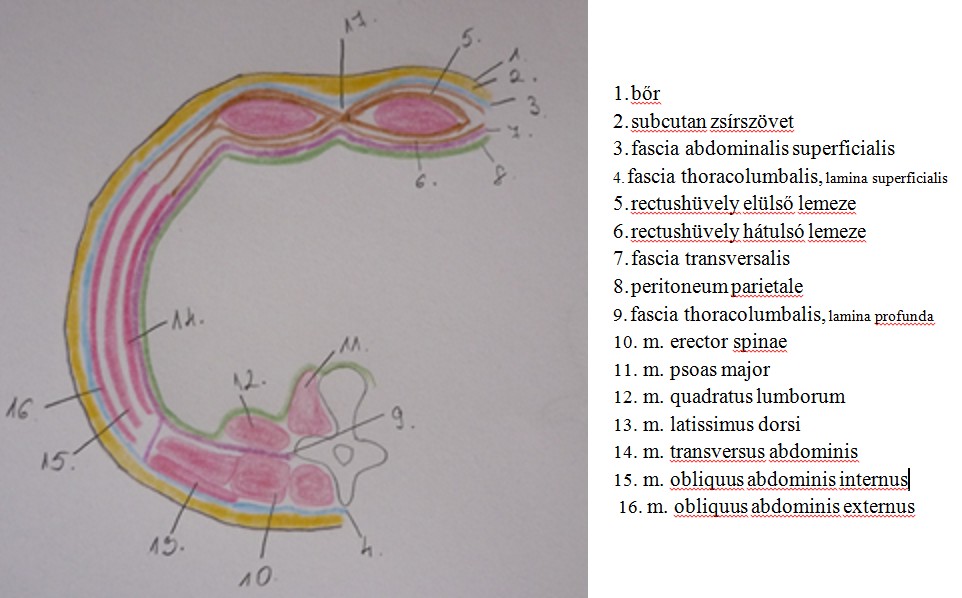 17.
5.
1.
2.
3.
7.
6.
8.
14.
11.
12.
16.
9.
15.
13.
10.
4.
1.bőr
2.subcutan zsírszövet
3.fascia abdominalis superficialis
4.fascia thoracolumbalis, lamina superficialis
5.rectushüvely elülső lemeze
6.rectushüvely hátulsó lemeze
7.fascia transversalis
8.peritoneum parietale
9.fascia thoracolumbalis, lamina profunda
10. m. erector spinae
11. m. psoas major
12. m. quadratus lumborum
13. m. latissimus dorsi
14. m. transversus abdominis
15. m. obliquus abdominis internus
16. m. obliquus abdominis externus